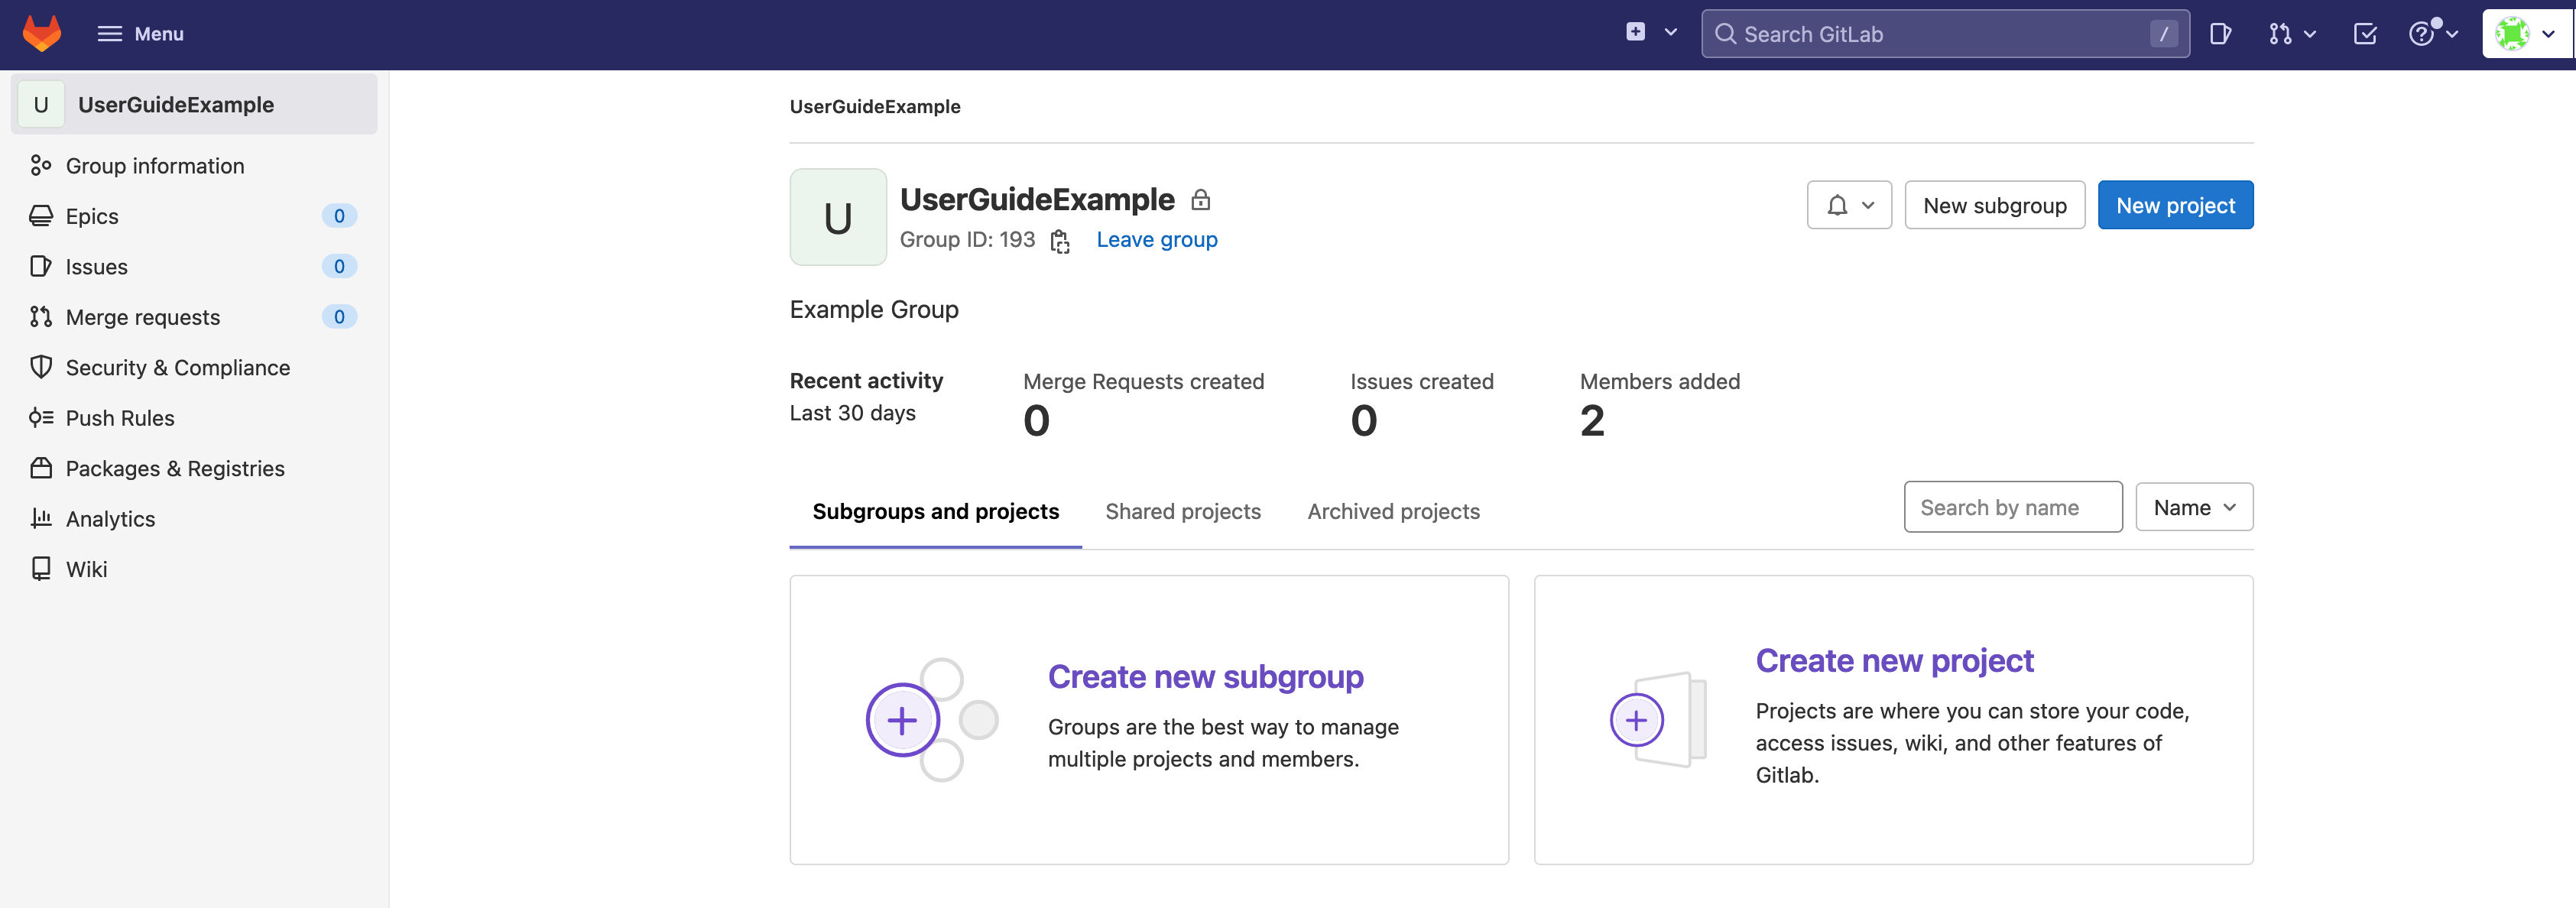 Menu
Search GitLab /
U UserGuideExample
Group information
Epics 0
Issues 0
Merge requests 0
Security & Compliance
Push Rules
Packages & Registries
Analytics
Wiki
UserGuideExample
U
UserGuideExample
Group ID: 193 Leave group
New subgroup
New project
Example Group
Recent activity
Last 30 days
Merge Requests created
0
Issues created
0
Members added
2
Subgroups and projects
Shared projects
Archived projects
Search by name
Name
Create new subgroup
Groups are the best way to manage
multiple projects and members.
Create new project
Projects are where you can store your code,
access issues, wiki, and other features of
Gitlab.